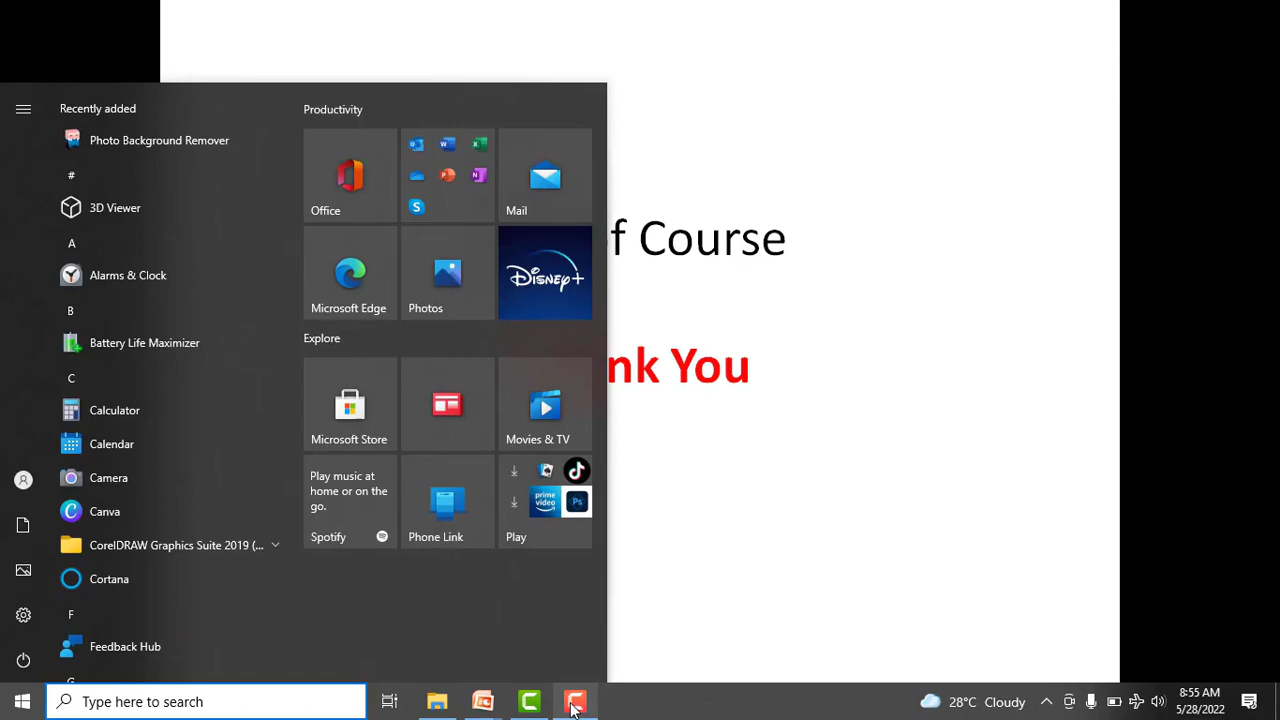 Recently added
Photo Background Remover
#
3D Viewer
A
Alarms & Clock
B
Battery Life Maximizer
C
Calculator
Calendar
Camera
Canva
CorelDRAW Graphics Suite 2019 (...
Cortana
F
Feedback Hub
Productivity
Office
Mail
Microsoft Edge
Photos
Disney+
Explore
Microsoft Store
Movies & TV
Play music at
home or on the
go.
Spotify
Phone Link
prime video
Ps
Play
f Course
nk You
Type here to search
28°C Cloudy
8:55 AM
5/28/2022